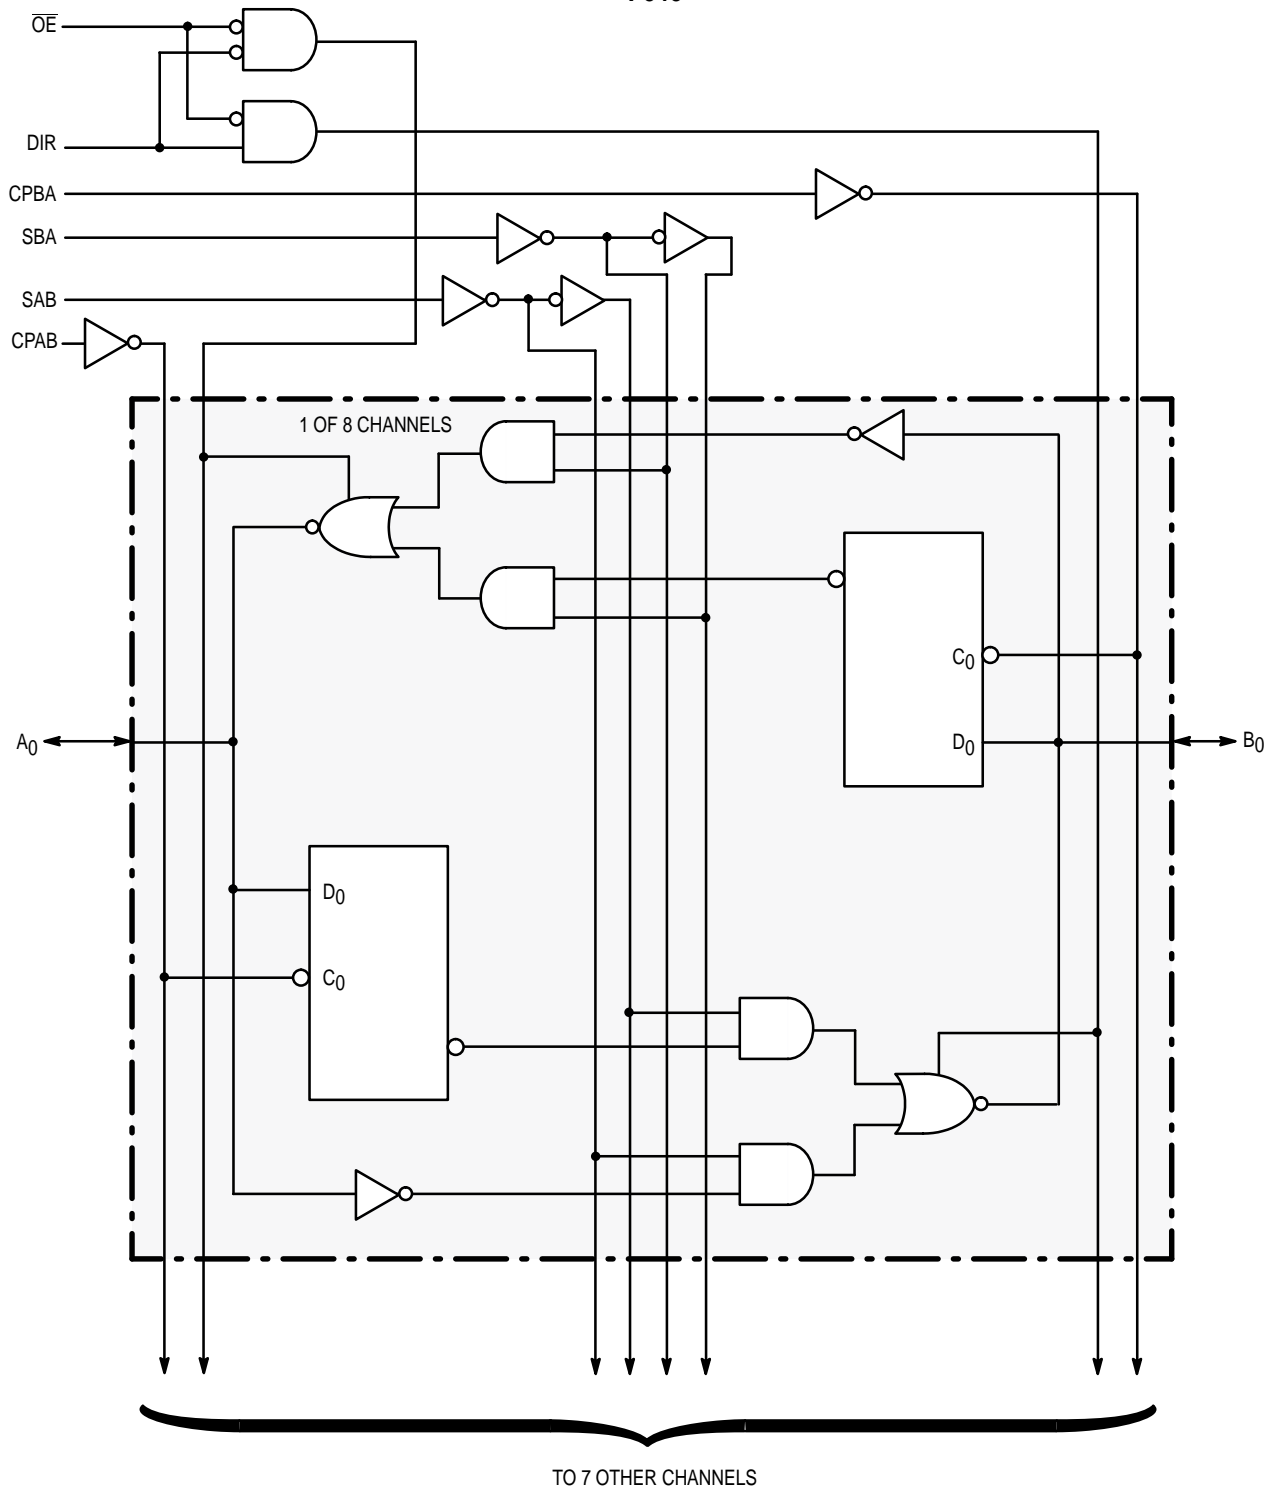 OE
DIR
CPBA
SBA
SAB
CPAB
1 OF 8 CHANNELS
C0
A0
D0
B0
D0
C0
TO 7 OTHER CHANNELS